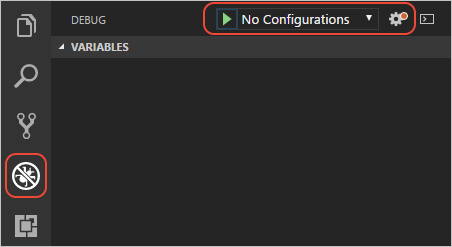 DEBUG No Configurations
VARIABLES